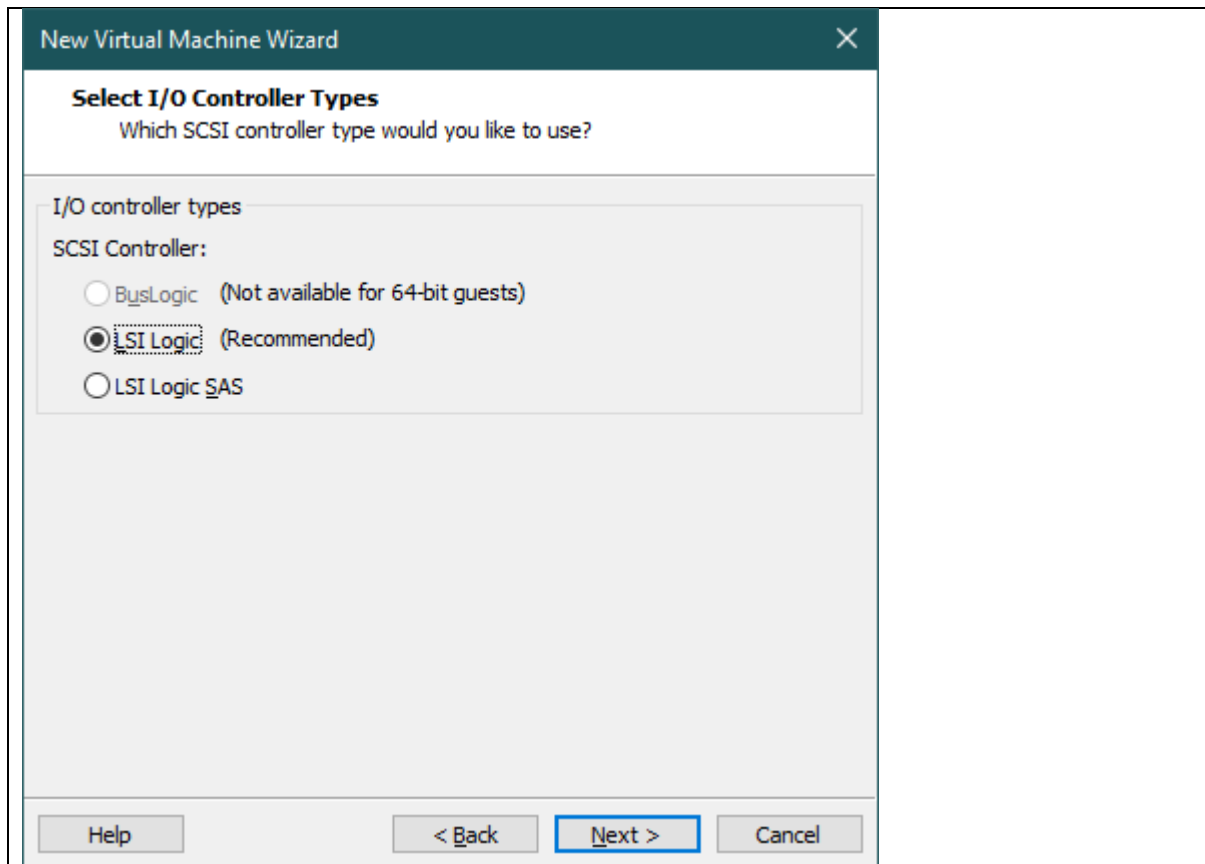 New Virtual Machine Wizard
Select I/O Controller Types
Which SCSI controller type would you like to use?
I/O controller types
SCSI Controller:
BusLogic (Not available for 64-bit guests)
LSI Logic (Recommended)
LSI Logic SAS
Help < Back Next > Cancel